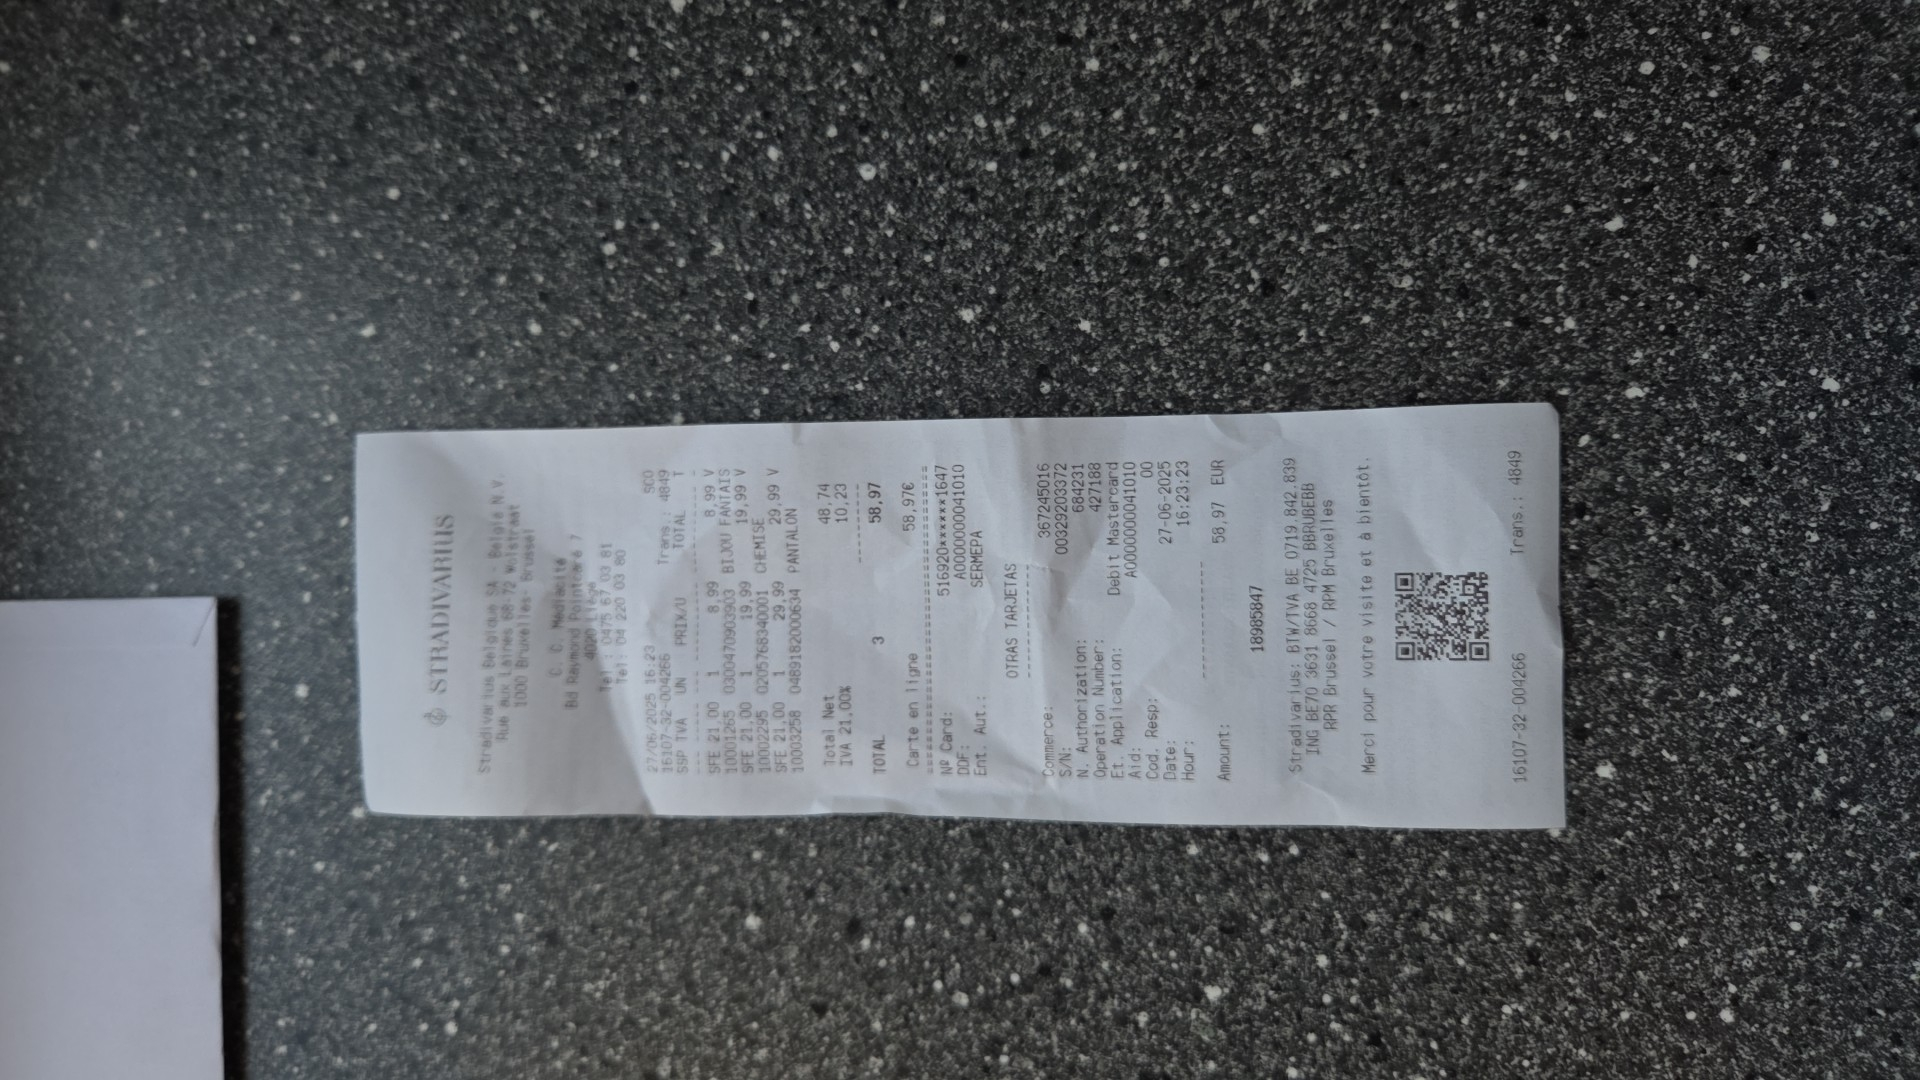 STRADIVARIUS
Stradivarius Belgique SA - België N.V.
Rue aux Laines 68-72 Wolstraat
1000 Bruxelles- Brussel
C. C. Médiacité
Bd Raymond Poincaré 7
4020 Liège
Tel.: 0475 67 03 81
Tel: 04 220 03 80
27/06/2025 16:23 SCO
16107-32-004266 Trans.: 4849
SSP TVA UN PRIX/U TOTAL T
SFE 21,00 1 8,99 8,99 V
10001265 0300470903903 BIJOU FANTAIS
SFE 21,00 1 19,99 19,99 V
10002295 0205768340001 CHEMISE
SFE 21,00 1 29,99 29,99 V
10003258 0489182000634 PANTALON
Total Net 48,74
IVA 21.00% 10,23
TOTAL 3 58,97
Carte en ligne 58,97€
Nº Card: 516920******1647
DDF: A0000000041010
Ent. Aut.: SERMEPA
OTRAS TARJETAS
Commerce: 367245016
S/N: 00329203372
N. Authorization: 684231
Operation Number: 427188
Et. Application: Debit Mastercard
Aid: A0000000041010
Cod. Resp: 00
Date: 27-06-2025
Hour: 16:23:23
Amount: 58,97 EUR
18985847
Stradivarius: BTW/TVA BE 0719.842.839
ING BE70 3631 8668 4725 BBRUBEBB
RPR Brussel / RPM Bruxelles
Merci pour votre visite et à bientôt.
16107-32-004266 Trans.: 4849